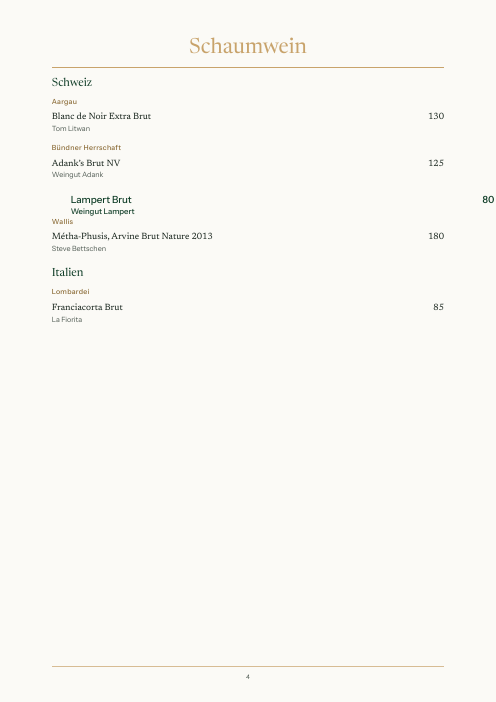 Schaumwein
Schweiz
Aargau
Blanc de Noir Extra Brut 130
Tom Litwan
Bündner Herrschaft
Adank's Brut NV 125
Weingut Adank
Lampert Brut 80
Weingut Lampert
Wallis
Métha-Phusis, Arvine Brut Nature 2013 180
Steve Bettschen
Italien
Lombardei
Franciacorta Brut 85
La Fiorita
4